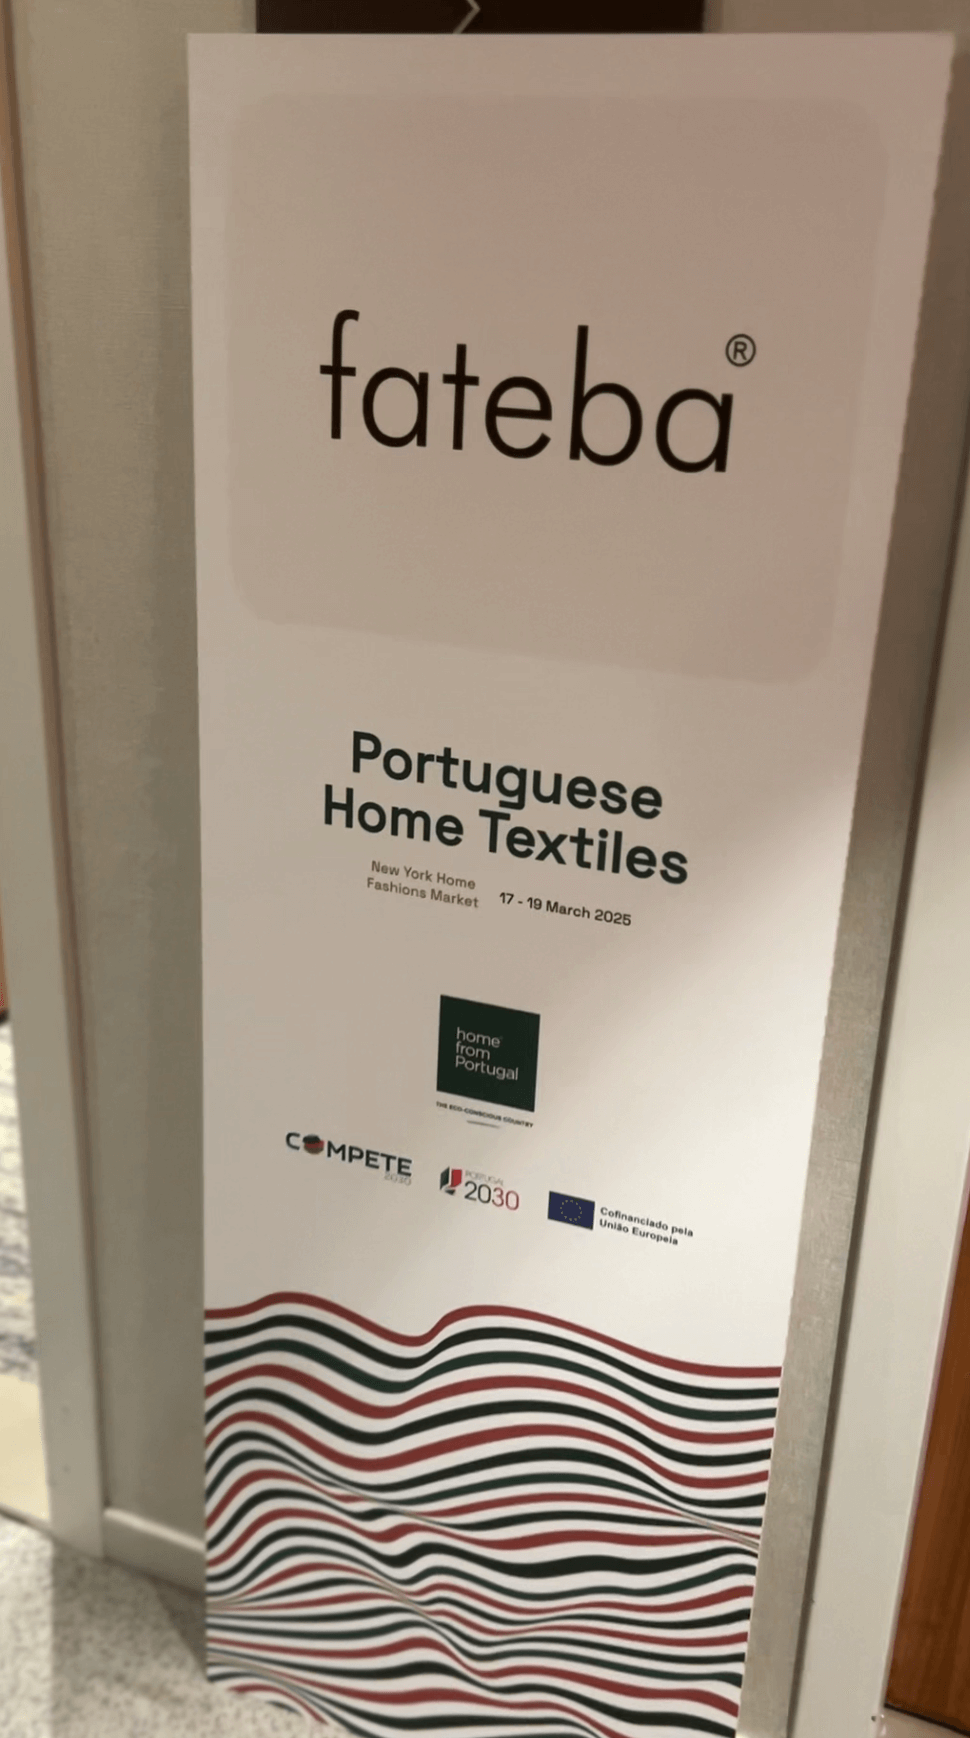 fateba®
Portuguese
Home Textiles
New York Home
Fashions Market
17 - 19 March 2025
home
from
Portugal
THE ECO-CONSCIOUS COUNTRY
COMPETE
2030
PORTUGAL
2030
Cofinanciado pela
União Europeia